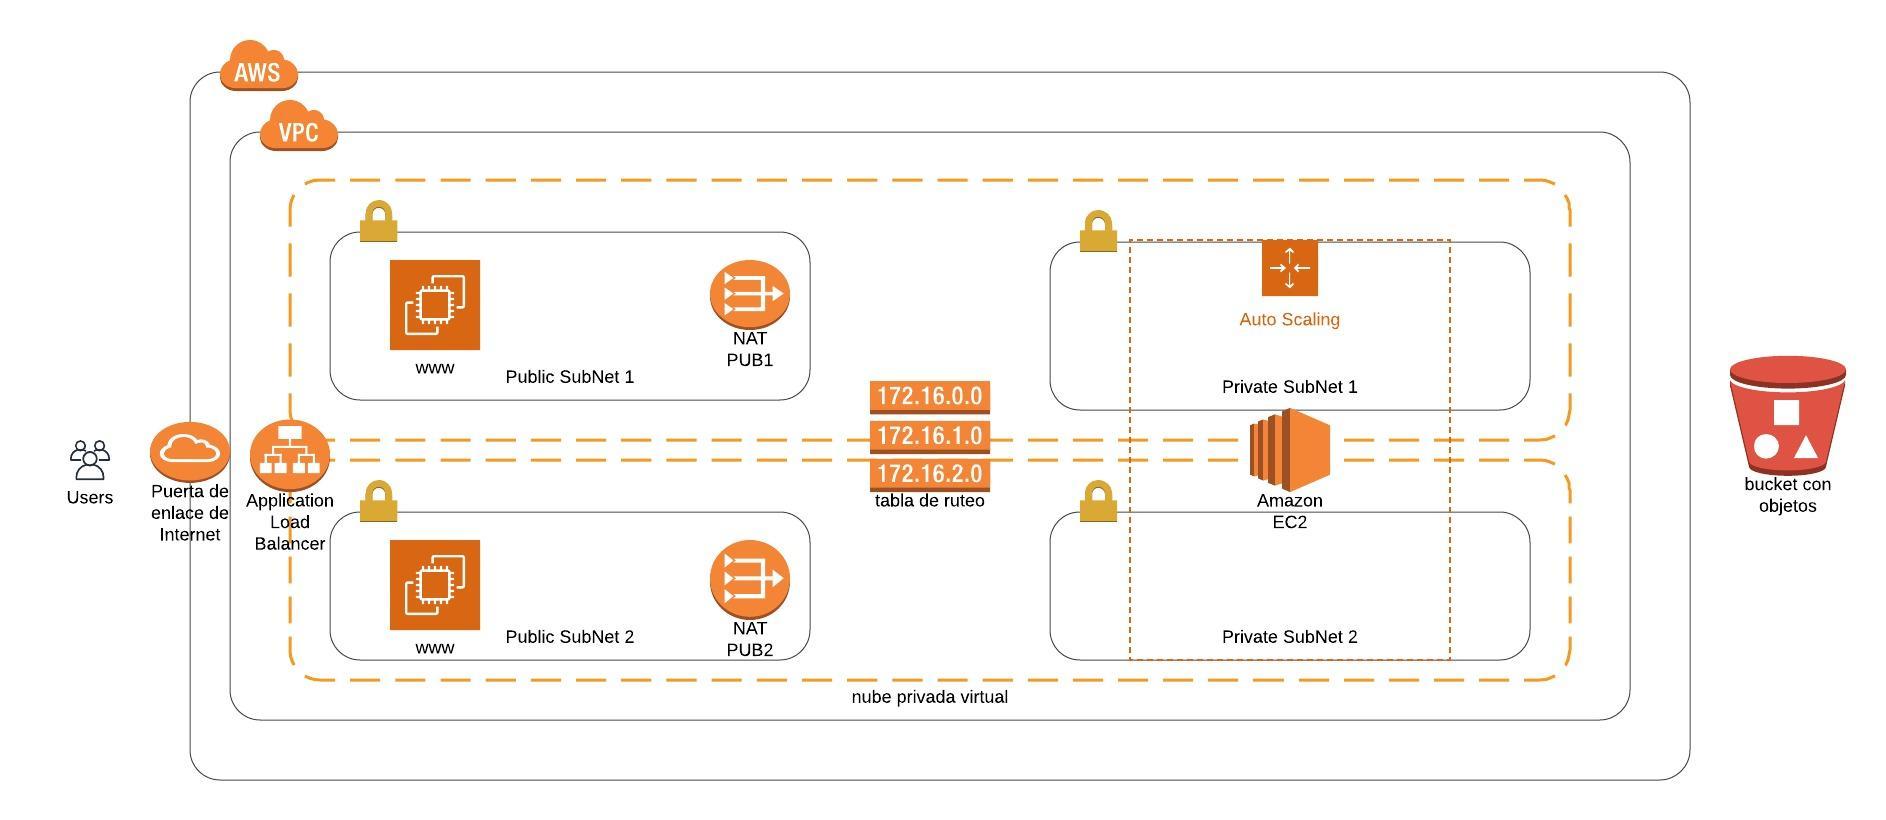 AWS
VPC
www
Public SubNet 1
NAT
PUB1
Auto Scaling
Private SubNet 1
172.16.0.0
172.16.1.0
172.16.2.0
tabla de ruteo
Users
Puerta de
enlace de
Internet
Application
Load
Balancer
Amazon
EC2
bucket con
objetos
www
Public SubNet 2
NAT
PUB2
Private SubNet 2
nube privada virtual